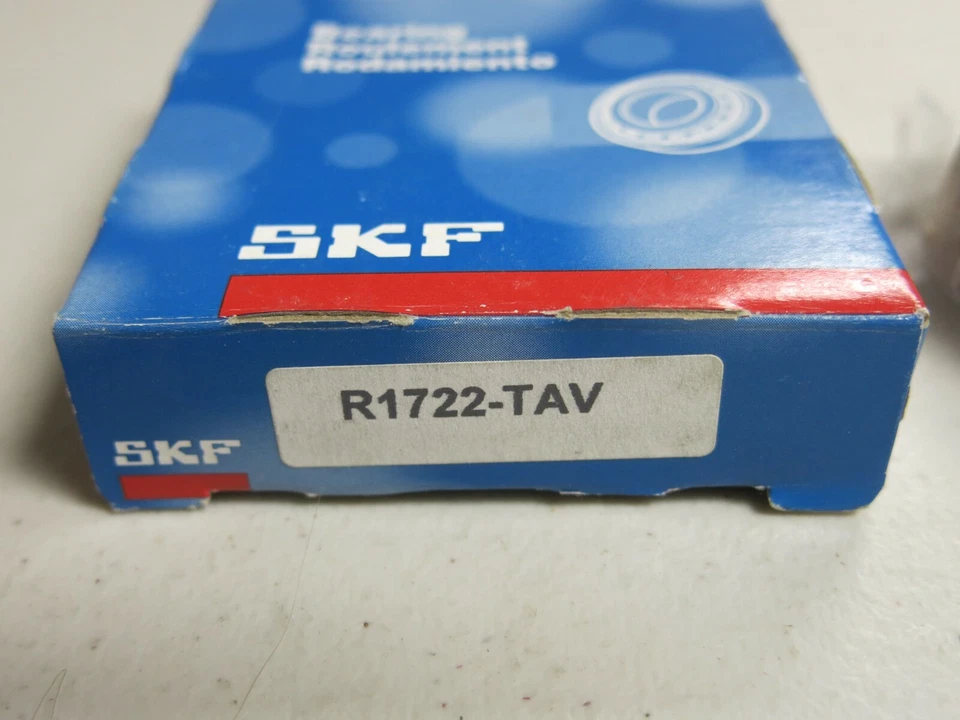 Bearing
Roulement
Rodamiento
SKF
R1722-TAV
SKF